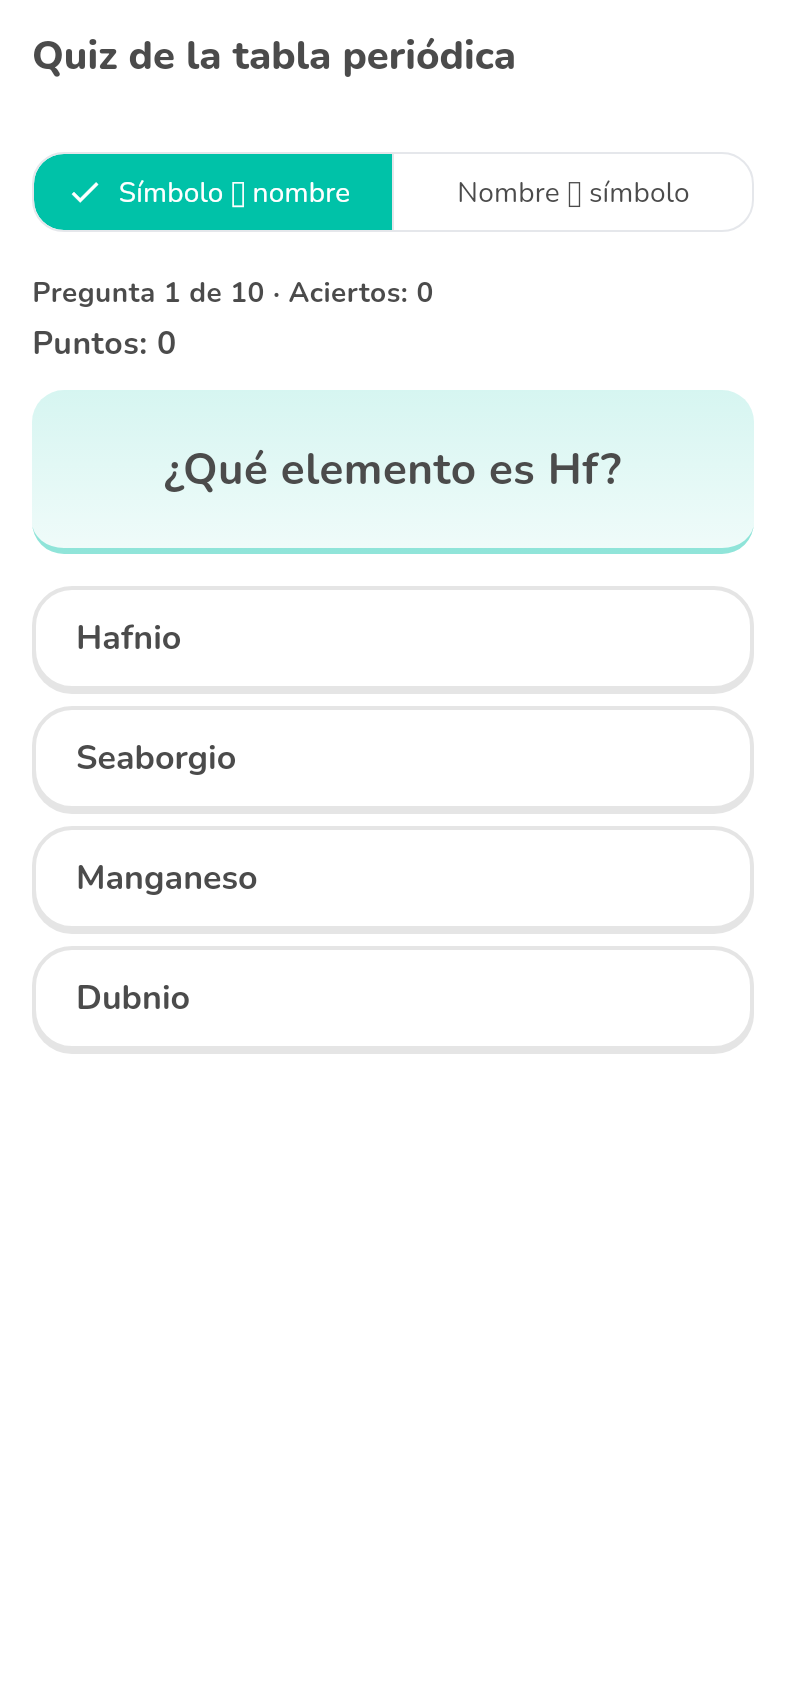 Quiz de la tabla periódica
Símbolo ▯ nombre
Nombre ▯ símbolo
Pregunta 1 de 10 · Aciertos: 0
Puntos: 0
¿Qué elemento es Hf?
Hafnio
Seaborgio
Manganeso
Dubnio